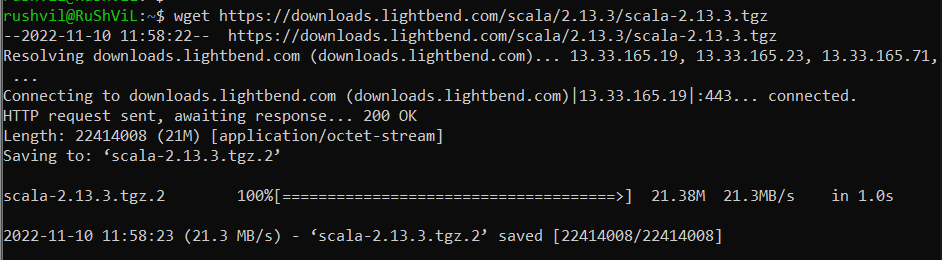 rushvil@RuShViL:~$ wget https://downloads.lightbend.com/scala/2.13.3/scala-2.13.3.tgz
--2022-11-10 11:58:22--  https://downloads.lightbend.com/scala/2.13.3/scala-2.13.3.tgz
Resolving downloads.lightbend.com (downloads.lightbend.com)... 13.33.165.19, 13.33.165.23, 13.33.165.71,
 ...
Connecting to downloads.lightbend.com (downloads.lightbend.com)|13.33.165.19|:443... connected.
HTTP request sent, awaiting response... 200 OK
Length: 22414008 (21M) [application/octet-stream]
Saving to: ‘scala-2.13.3.tgz.2’
scala-2.13.3.tgz.2        100%[=====================================>]  21.38M  21.3MB/s    in 1.0s
2022-11-10 11:58:23 (21.3 MB/s) - ‘scala-2.13.3.tgz.2’ saved [22414008/22414008]